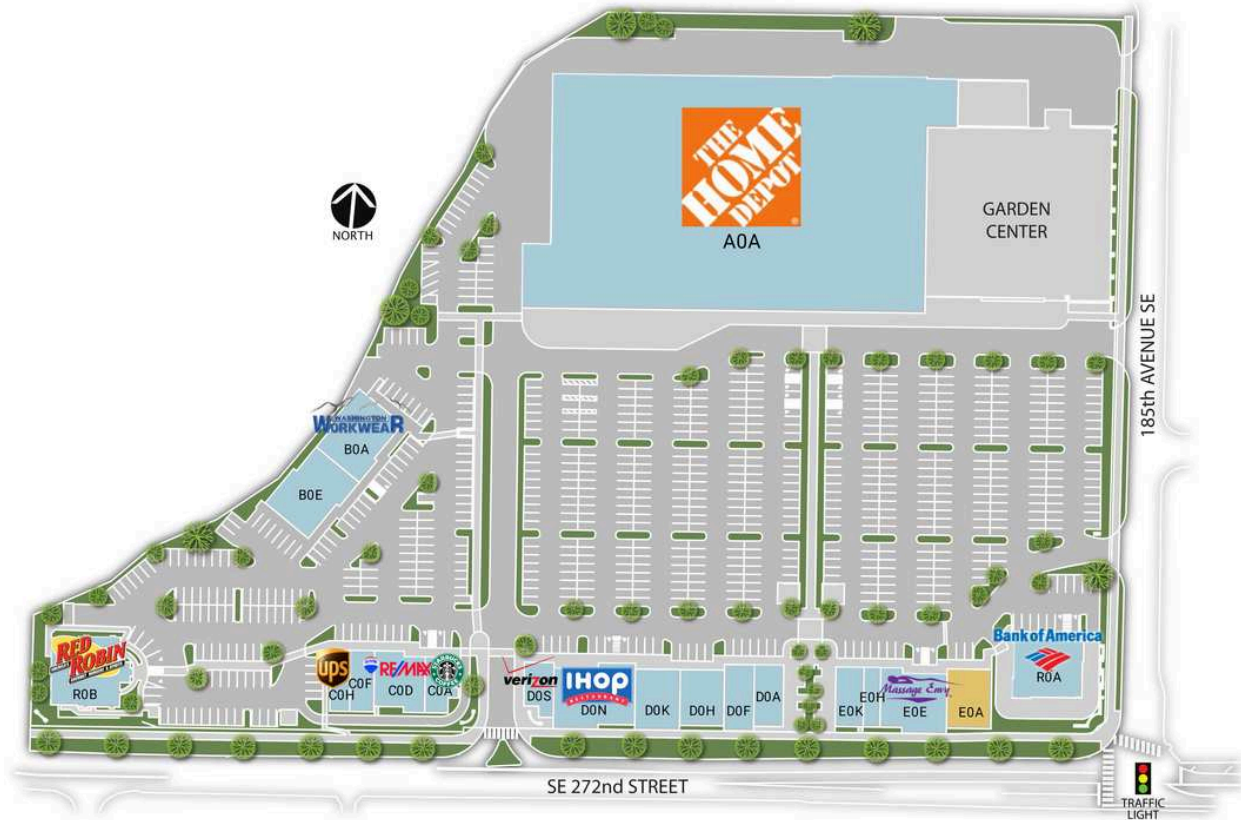 THE
HOME
DEPOT
A0A
GARDEN
CENTER
NORTH
185th AVENUE SE
WASHINGTON
WORKWEAR
B0A
B0E
RED
ROBIN
R0B
ups
C0H
C0F
RE/MAX
C0D
C0A
verizon
D0S
IHOP
RESTAURANT
D0N
D0K
D0H
D0F
D0A
E0K
E0H
Massage Envy
E0E
E0A
Bank of America
R0A
SE 272nd STREET
TRAFFIC
LIGHT